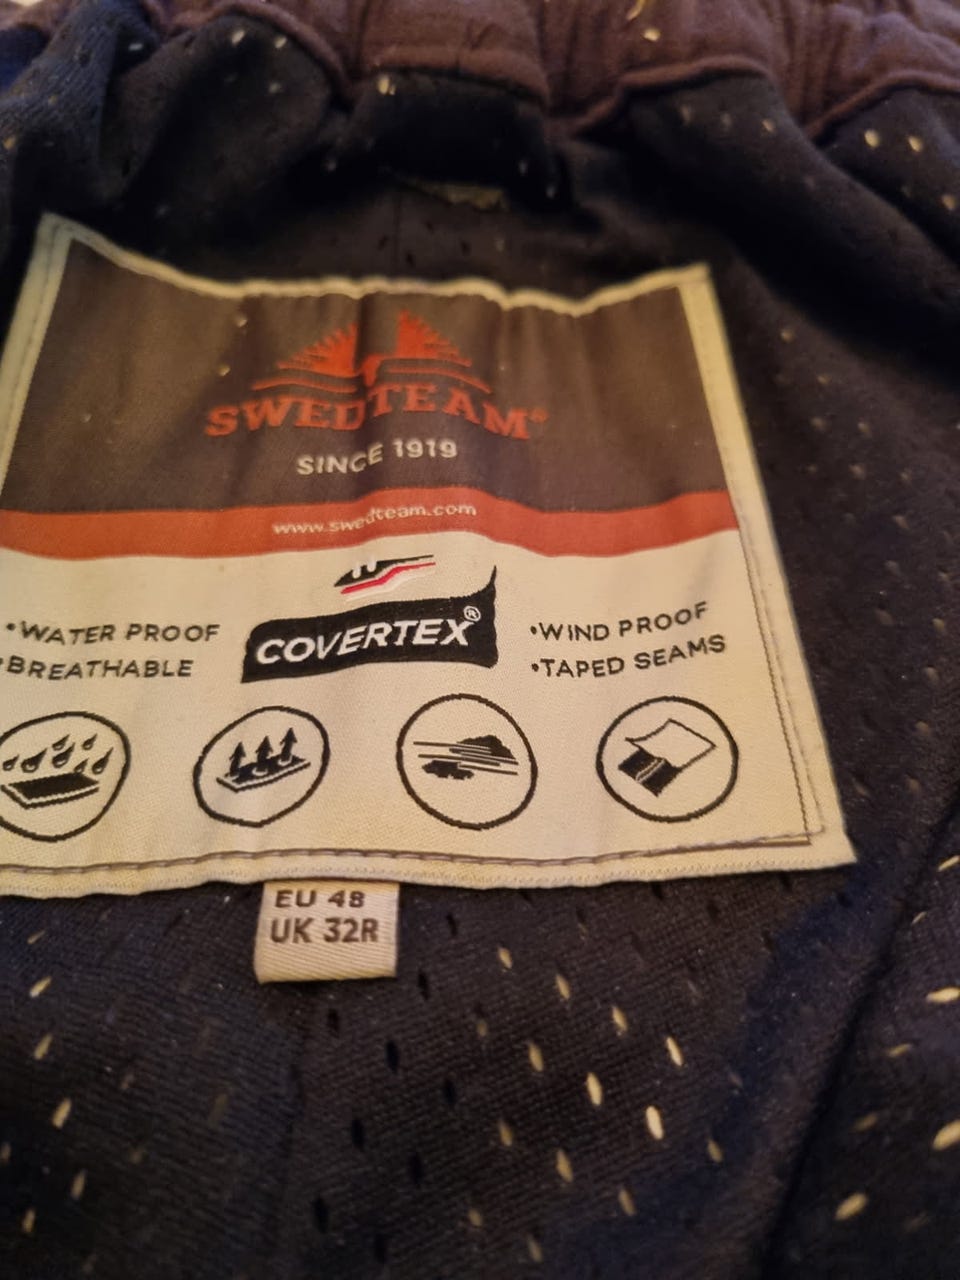 SWEDTEAM®
SINCE 1919
www.swedteam.com
COVERTEX®
•WATER PROOF
•BREATHABLE
•WIND PROOF
•TAPED SEAMS
EU 48
UK 32R